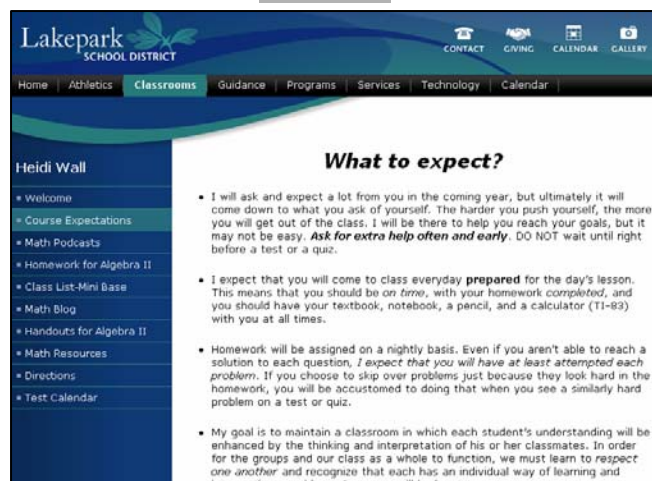 Lakepark
SCHOOL DISTRICT
CONTACT GIVING CALENDAR GALLERY
Home Athletics Classrooms Guidance Programs Services Technology Calendar
Heidi Wall
Welcome
Course Expectations
Math Podcasts
Homework for Algebra II
Class List-Mini Base
Math Blog
Handouts for Algebra II
Math Resources
Directions
Test Calendar
What to expect?
• I will ask and expect a lot from you in the coming year, but ultimately it will
come down to what you ask of yourself. The harder you push yourself, the more
you will get out of the class. I will be there to help you reach your goals, but it
may not be easy. Ask for extra help often and early. DO NOT wait until right
before a test or a quiz.
• I expect that you will come to class everyday prepared for the day's lesson.
This means that you should be on time, with your homework completed, and
you should have your textbook, notebook, a pencil, and a calculator (TI-83)
with you at all times.
• Homework will be assigned on a nightly basis. Even if you aren't able to reach a
solution to each question, I expect that you will have at least attempted each
problem. If you choose to skip over problems just because they look hard in the
homework, you will be accustomed to doing that when you see a similarly hard
problem on a test or quiz.
• My goal is to maintain a classroom in which each student's understanding will be
enhanced by the thinking and interpretation of his or her classmates. In order
for the groups and our class as a whole to function, we must learn to respect
one another and recognize that each has an individual way of learning and